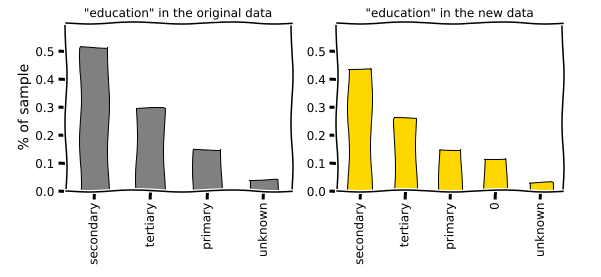 "education" in the original data
% of sample
0.5
0.4
0.3
0.2
0.1
0.0
secondary
tertiary
primary
unknown
"education" in the new data
0.5
0.4
0.3
0.2
0.1
0.0
secondary
tertiary
primary
0
unknown